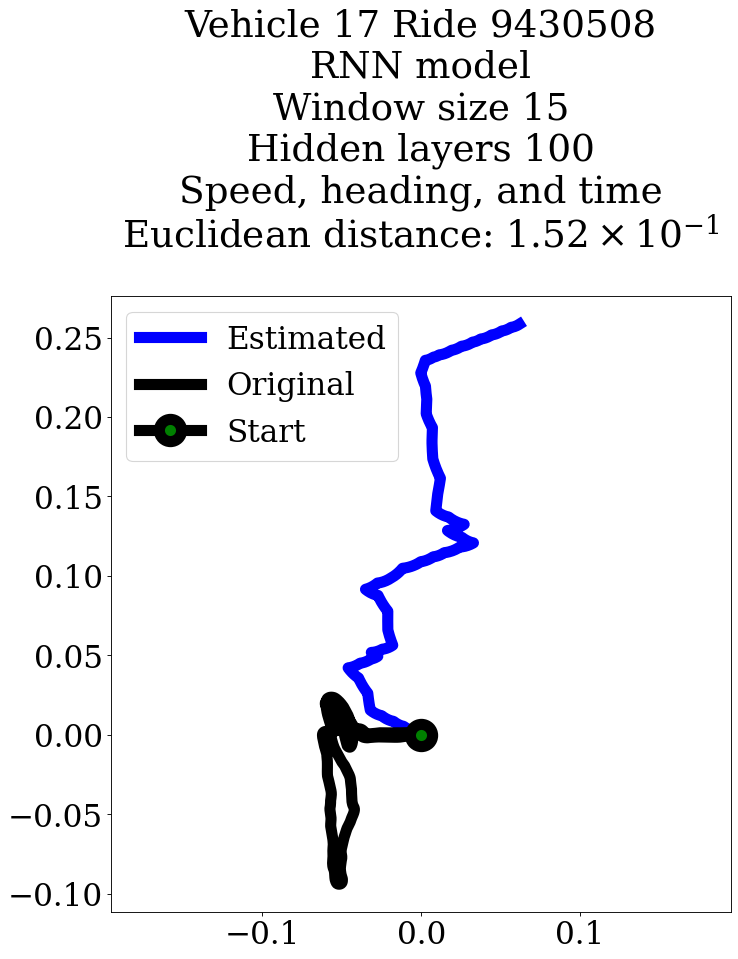 Vehicle 17 Ride 9430508
RNN model
Window size 15
Hidden layers 100
Speed, heading, and time
Euclidean distance: 1.52 × 10⁻¹
Estimated
Original
Start
0.25
0.20
0.15
0.10
0.05
0.00
−0.05
−0.10
−0.1 0.0 0.1